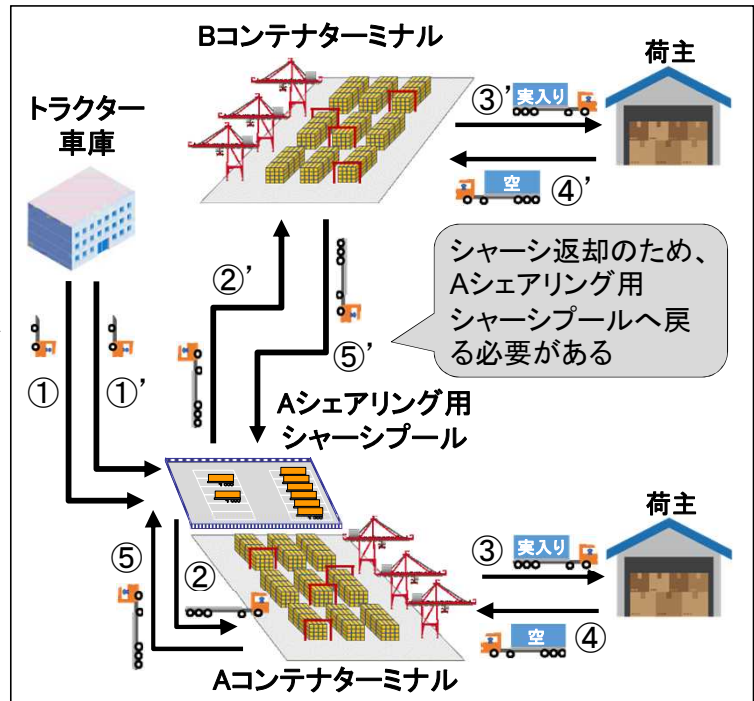 Bコンテナターミナル
荷主
トラクター
車庫
③’
実入り
空
④’
②’
シャーシ返却のため、
Aシェアリング用
シャーシプールへ戻
る必要がある
⑤’
①
①’
Aシェアリング用
シャーシプール
荷主
⑤
②
③
実入り
空
④
Aコンテナターミナル